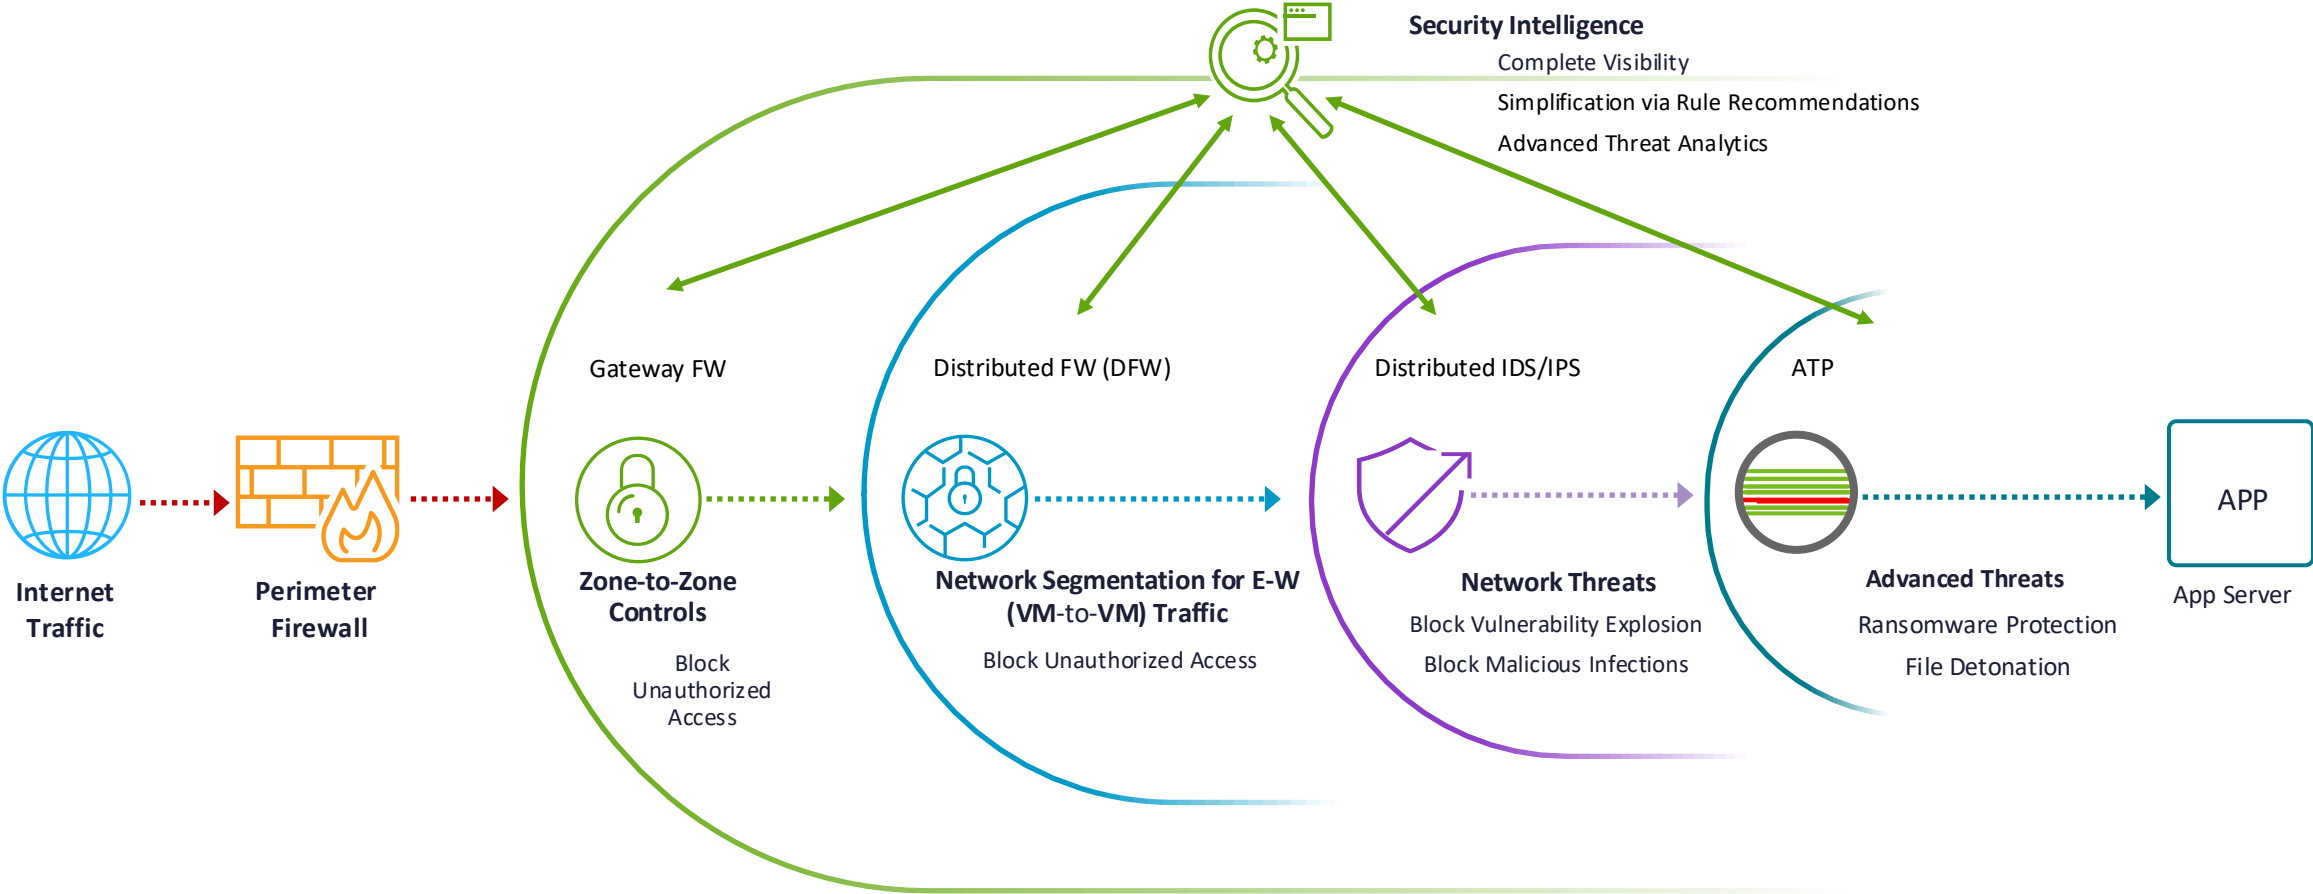 Security Intelligence
Complete Visibility
Simplification via Rule Recommendations
Advanced Threat Analytics
Gateway FW
Distributed FW (DFW)
Distributed IDS/IPS
ATP
APP
Internet
Traffic
Perimeter
Firewall
Zone-to-Zone
Controls
Block
Unauthorized
Access
Network Segmentation for E-W
(VM-to-VM) Traffic
Block Unauthorized Access
Network Threats
Block Vulnerability Explosion
Block Malicious Infections
Advanced Threats
Ransomware Protection
File Detonation
App Server